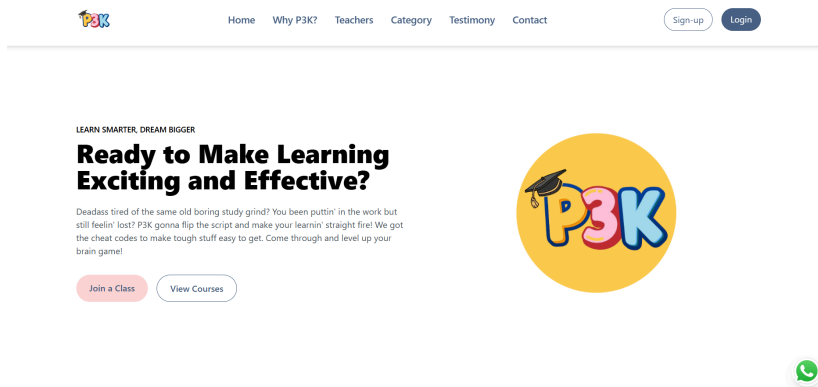 P3K
Home Why P3K? Teachers Category Testimony Contact
Sign-up Login
LEARN SMARTER, DREAM BIGGER
Ready to Make Learning
Exciting and Effective?
Deadass tired of the same old boring study grind? You been puttin' in the work but
still feelin' lost? P3K gonna flip the script and make your learnin' straight fire! We got
the cheat codes to make tough stuff easy to get. Come through and level up your
brain game!
Join a Class View Courses
P3K